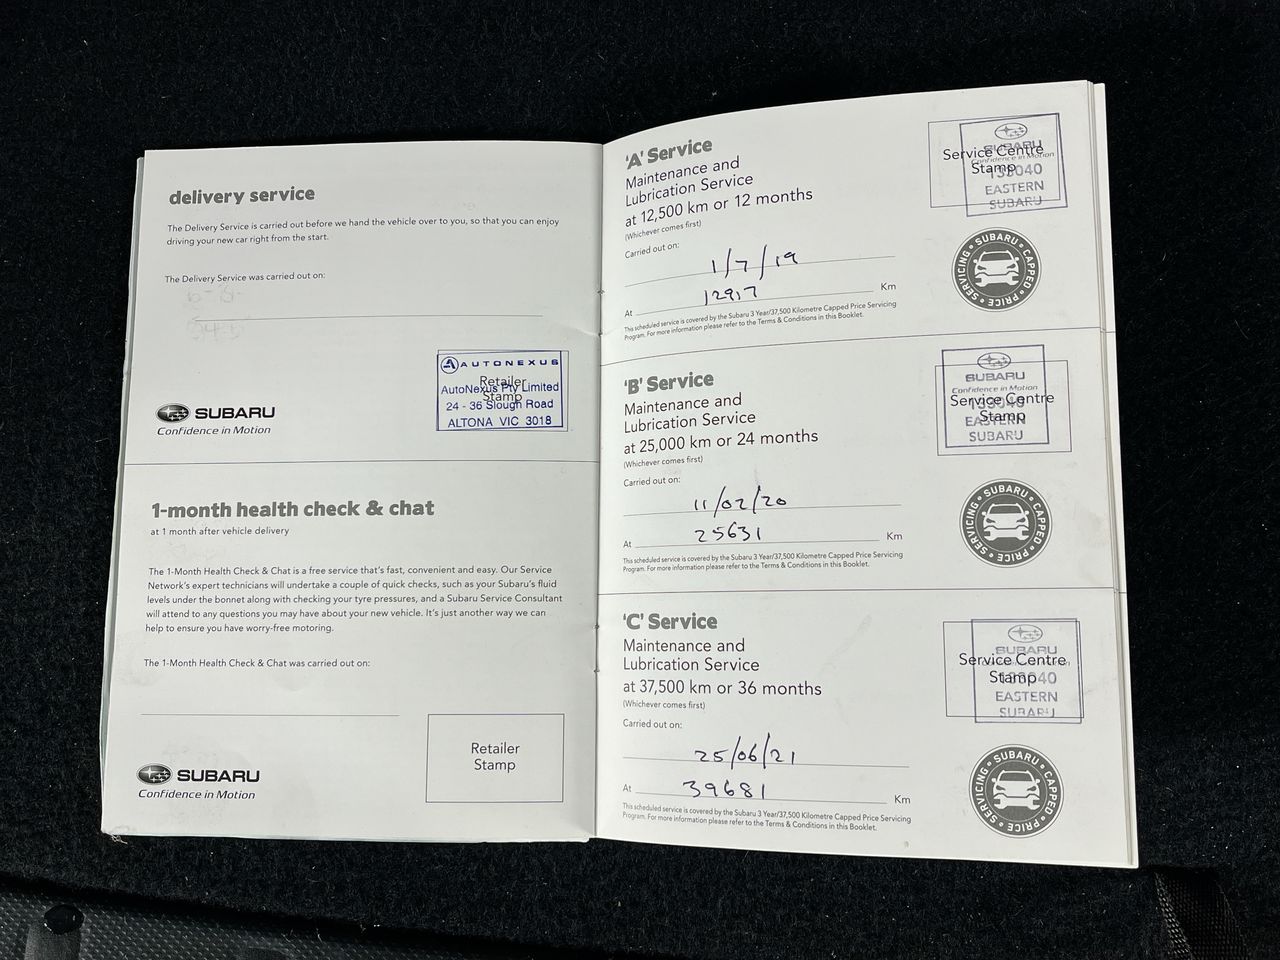 delivery service
The Delivery Service is carried out before we hand the vehicle over to you, so that you can enjoy
driving your new car right from the start.
The Delivery Service was carried out on:
AUTONEXUS
Retailer
AutoNexus Pty Limited
Stamp
24 - 36 Slough Road
ALTONA VIC 3018
SUBARU
Confidence in Motion
1-month health check & chat
at 1 month after vehicle delivery
The 1-Month Health Check & Chat is a free service that's fast, convenient and easy. Our Service
Network's expert technicians will undertake a couple of quick checks, such as your Subaru's fluid
levels under the bonnet along with checking your tyre pressures, and a Subaru Service Consultant
will attend to any questions you may have about your new vehicle. It's just another way we can
help to ensure you have worry-free motoring.
The 1-Month Health Check & Chat was carried out on:
Retailer
Stamp
SUBARU
Confidence in Motion
'A' Service
Maintenance and
Lubrication Service
at 12,500 km or 12 months
(Whichever comes first)
Carried out on:
1/7/19
At 12917 Km
This scheduled service is covered by the Subaru 3 Year/37,500 Kilometre Capped Price Servicing
Program. For more information please refer to the Terms & Conditions in this Booklet.
SUBARU
Service Centre
Confidence in Motion
Stamp
EASTERN
SUBARU
SUBARU • CAPPED • PRICE • SERVICING •
'B' Service
Maintenance and
Lubrication Service
at 25,000 km or 24 months
(Whichever comes first)
Carried out on:
11/02/20
At 25631 Km
This scheduled service is covered by the Subaru 3 Year/37,500 Kilometre Capped Price Servicing
Program. For more information please refer to the Terms & Conditions in this Booklet.
SUBARU
Confidence in Motion
Service Centre
Stamp
EASTERN
SUBARU
SUBARU • CAPPED • PRICE • SERVICING •
'C' Service
Maintenance and
Lubrication Service
at 37,500 km or 36 months
(Whichever comes first)
Carried out on:
25/06/21
At 39681 Km
This scheduled service is covered by the Subaru 3 Year/37,500 Kilometre Capped Price Servicing
Program. For more information please refer to the Terms & Conditions in this Booklet.
SUBARU
Service Centre
Stamp
EASTERN
SUBARU
SUBARU • CAPPED • PRICE • SERVICING •